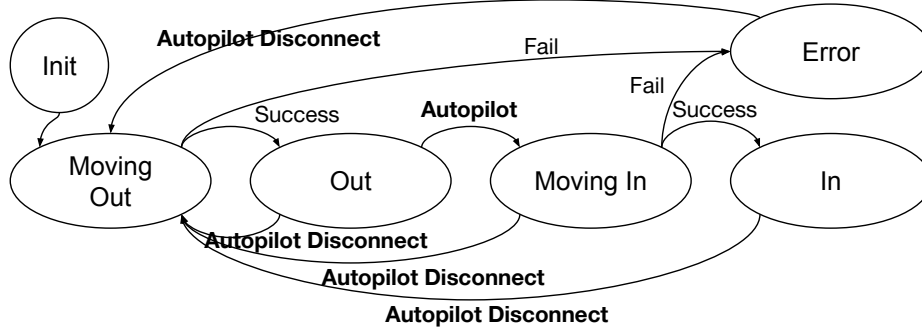 Autopilot Disconnect
Init
Fail
Error
Fail
Success
Autopilot
Success
Moving
Out
Out
Moving In
In
Autopilot Disconnect
Autopilot Disconnect
Autopilot Disconnect